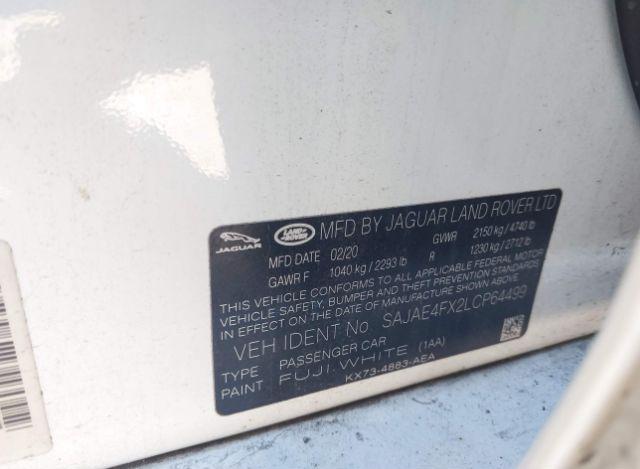 JAGUAR
LAND ROVER
MFD BY JAGUAR LAND ROVER LTD
MFD DATE 02/20 GVWR 2150 kg / 4740 lb
GAWR F 1040 kg / 2293 lb R 1230 kg / 2712 lb
THIS VEHICLE CONFORMS TO ALL APPLICABLE FEDERAL MOTOR
VEHICLE SAFETY, BUMPER AND THEFT PREVENTION STANDARDS
IN EFFECT ON THE DATE OF MANUFACTURE SHOWN ABOVE
VEH IDENT No SAJAE4FX2LCP64499
TYPE PASSENGER CAR
PAINT FUJI.WHITE (1AA)
KX73-4883-AEA